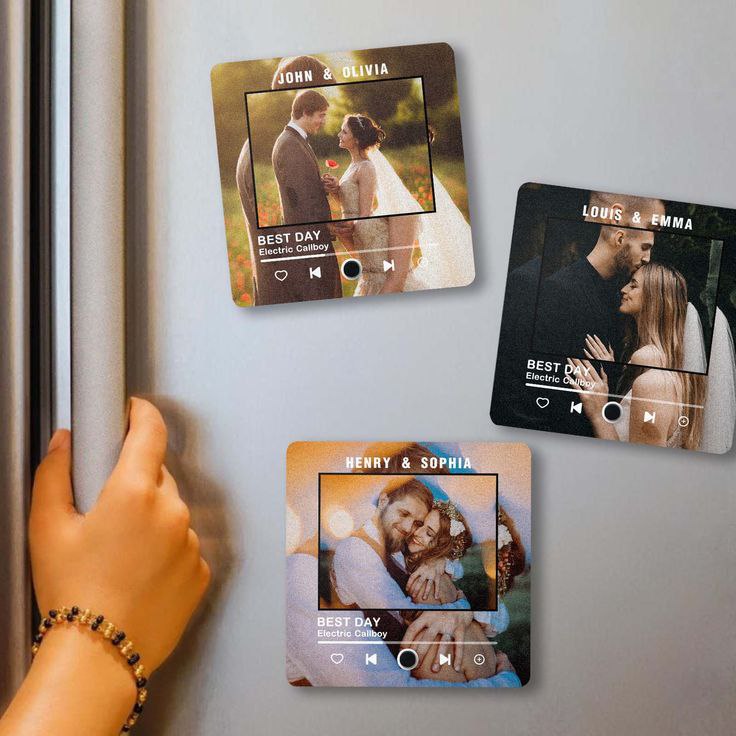 JOHN & OLIVIA
BEST DAY
Electric Callboy
LOUIS & EMMA
BEST DAY
Electric Callboy
HENRY & SOPHIA
BEST DAY
Electric Callboy